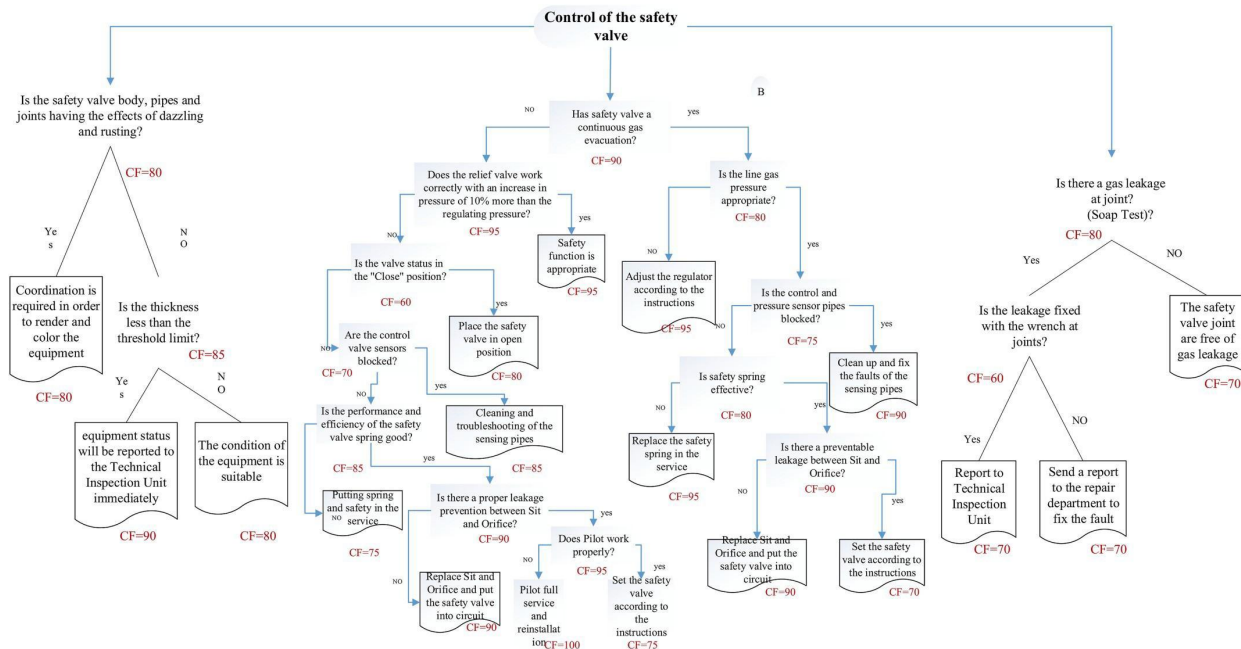 Control of the safety
valve
B
Is the safety valve body, pipes and
joints having the effects of dazzling
and rusting?
CF=80
Ye
s
N
O
Coordination is
required in order
to render and
color the
equipment
CF=80
Is the thickness
less than the
threshold limit?
CF=85
Ye
s
N
O
equipment status
will be reported to
the Technical
Inspection Unit
immediately
CF=90
The condition of
the equipment is
suitable
CF=80
NO
yes
Has safety valve a
continuous gas
evacuation?
CF=90
Does the relief valve work
correctly with an increase in
pressure of 10% more than the
regulating pressure?
CF=95
NO
yes
Safety
function is
appropriate
CF=95
Is the valve status in
the "Close" position?
CF=60
yes
Place the safety
valve in open
position
CF=80
NO
Are the control
valve sensors
blocked?
CF=70
NO
yes
Cleaning and
troubleshooting of the
sensing pipes
CF=85
Is the performance and
efficiency of the safety
valve spring good?
CF=85
yes
Putting spring
and safety in the
NO
service
CF=75
Is there a proper leakage
prevention between Sit
and Orifice?
CF=90
yes
NO
Replace Sit and
Orifice and put
the safety valve
into circuit
CF=90
Does Pilot work
properly?
CF=95
NO
yes
Pilot full
service
and
reinstallat
ion
CF=100
Set the safety
valve
according to
the
instructions
CF=75
Is the line gas
pressure
appropriate?
CF=80
NO
yes
Adjust the regulator
according to the
instructions
CF=95
Is the control and
pressure sensor pipes
blocked?
CF=75
NO
yes
Clean up and fix
the faults of the
sensing pipes
CF=90
Is safety spring
effective?
CF=80
NO
yes
Replace the safety
spring in the
service
CF=95
Is there a preventable
leakage between Sit and
Orifice?
CF=90
NO
yes
Replace Sit and
Orifice and put the
safety valve into
circuit
CF=90
Set the safety
valve according to
the instructions
CF=70
Is there a gas leakage
at joint?
(Soap Test)?
CF=80
Yes
NO
Is the leakage fixed
with the wrench at
joints?
CF=60
The safety
valve joint
are free of
gas leakage
CF=70
Yes
NO
Report to
Technical
Inspection
Unit
CF=70
Send a report
to the repair
department to
fix the fault
CF=70